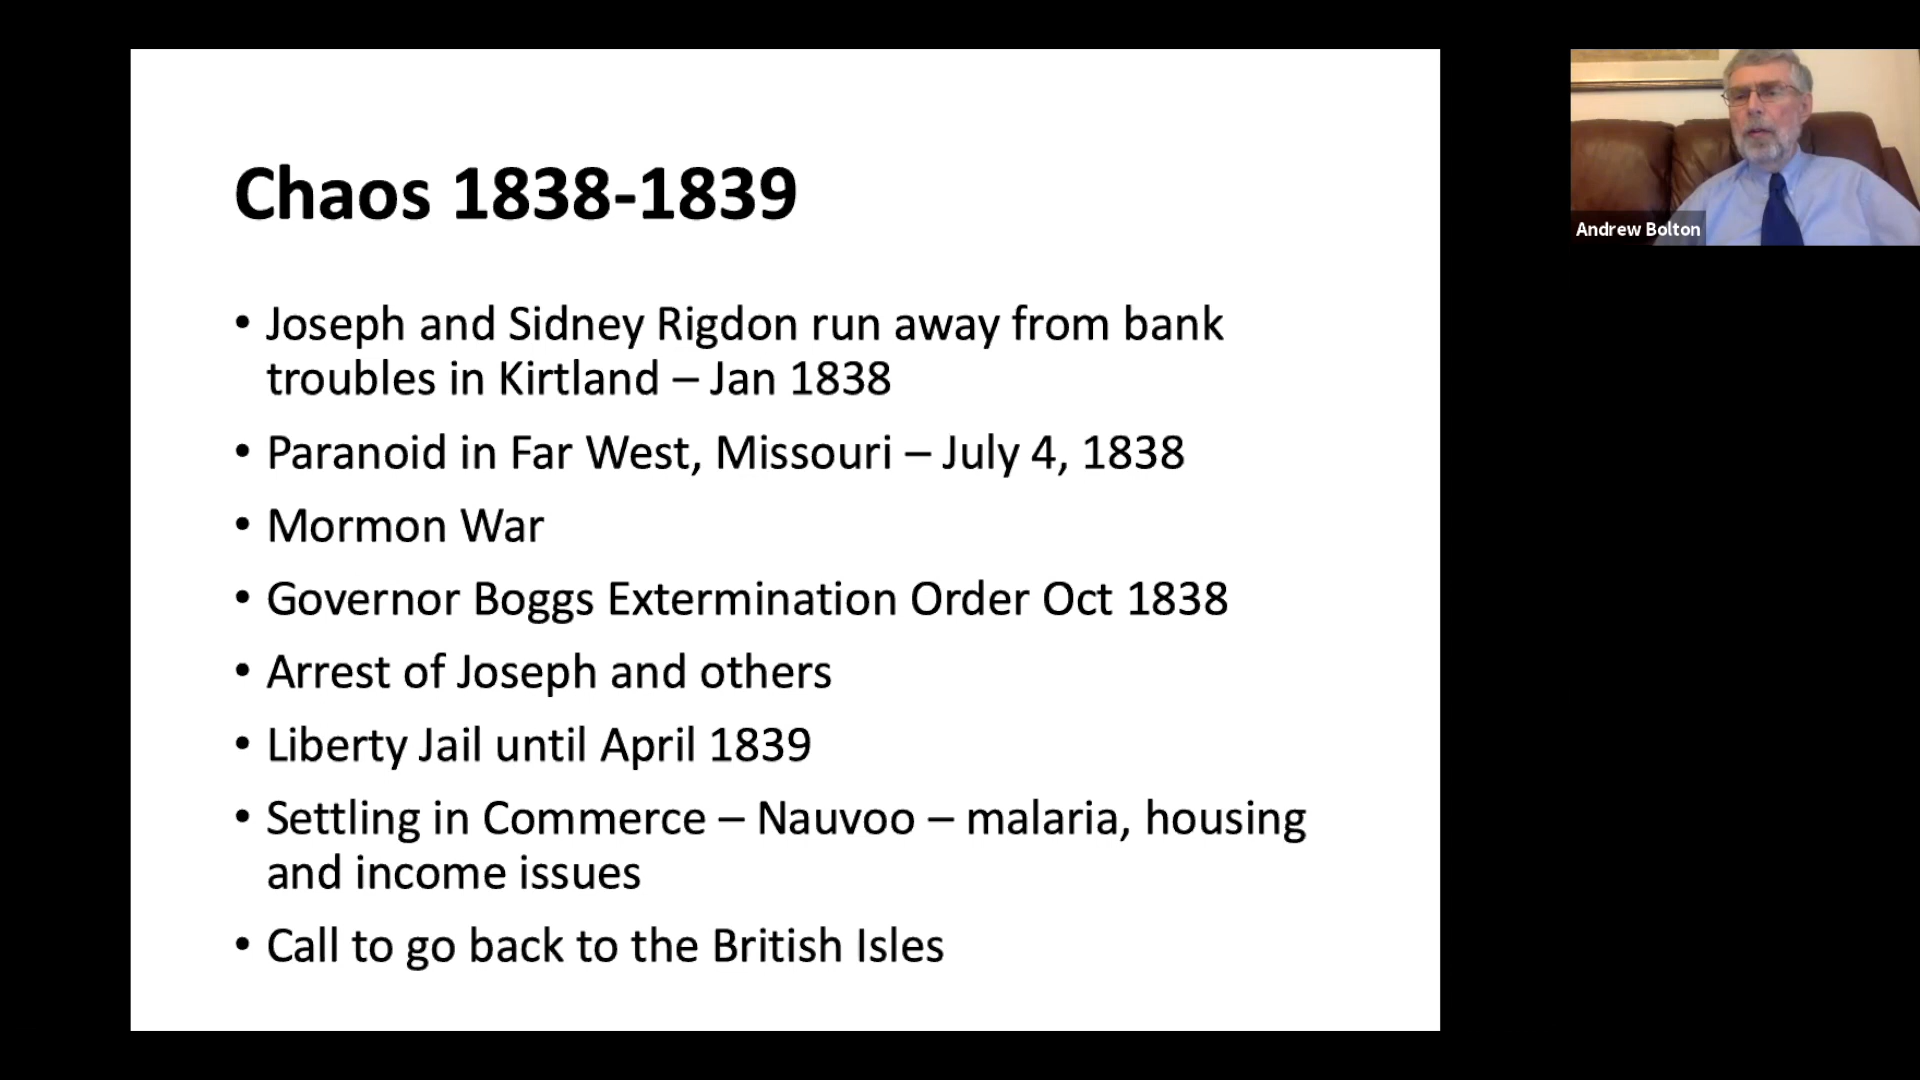 Chaos 1838-1839
• Joseph and Sidney Rigdon run away from bank
troubles in Kirtland – Jan 1838
• Paranoid in Far West, Missouri – July 4, 1838
• Mormon War
• Governor Boggs Extermination Order Oct 1838
• Arrest of Joseph and others
• Liberty Jail until April 1839
• Settling in Commerce – Nauvoo – malaria, housing
and income issues
• Call to go back to the British Isles
Andrew Bolton